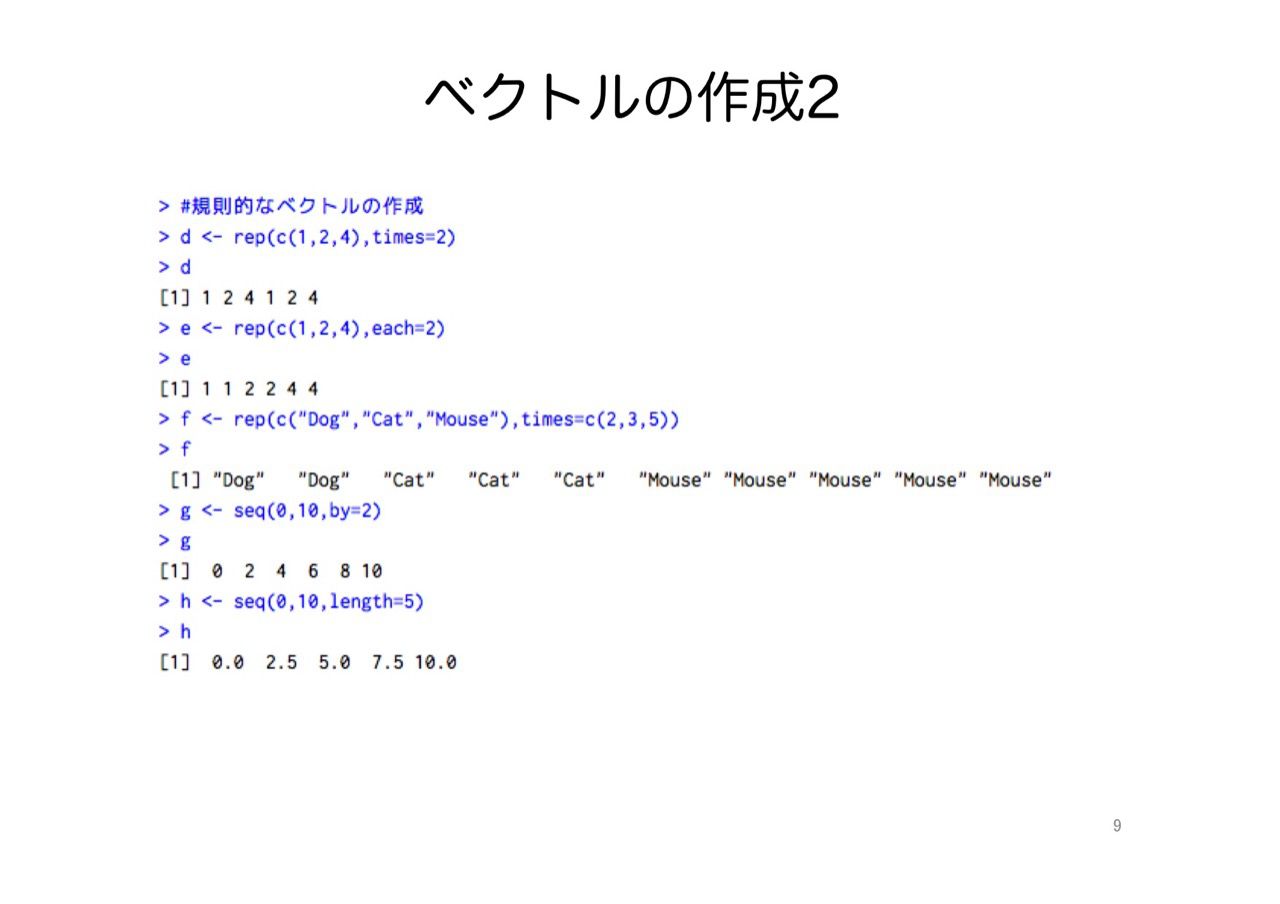 ベクトルの作成2
> #規則的なベクトルの作成
> d <- rep(c(1,2,4),times=2)
> d
[1] 1 2 4 1 2 4
> e <- rep(c(1,2,4),each=2)
> e
[1] 1 1 2 2 4 4
> f <- rep(c("Dog","Cat","Mouse"),times=c(2,3,5))
> f
 [1] "Dog"   "Dog"   "Cat"   "Cat"   "Cat"   "Mouse" "Mouse" "Mouse" "Mouse" "Mouse"
> g <- seq(0,10,by=2)
> g
[1]  0  2  4  6  8 10
> h <- seq(0,10,length=5)
> h
[1]  0.0  2.5  5.0  7.5 10.0
9